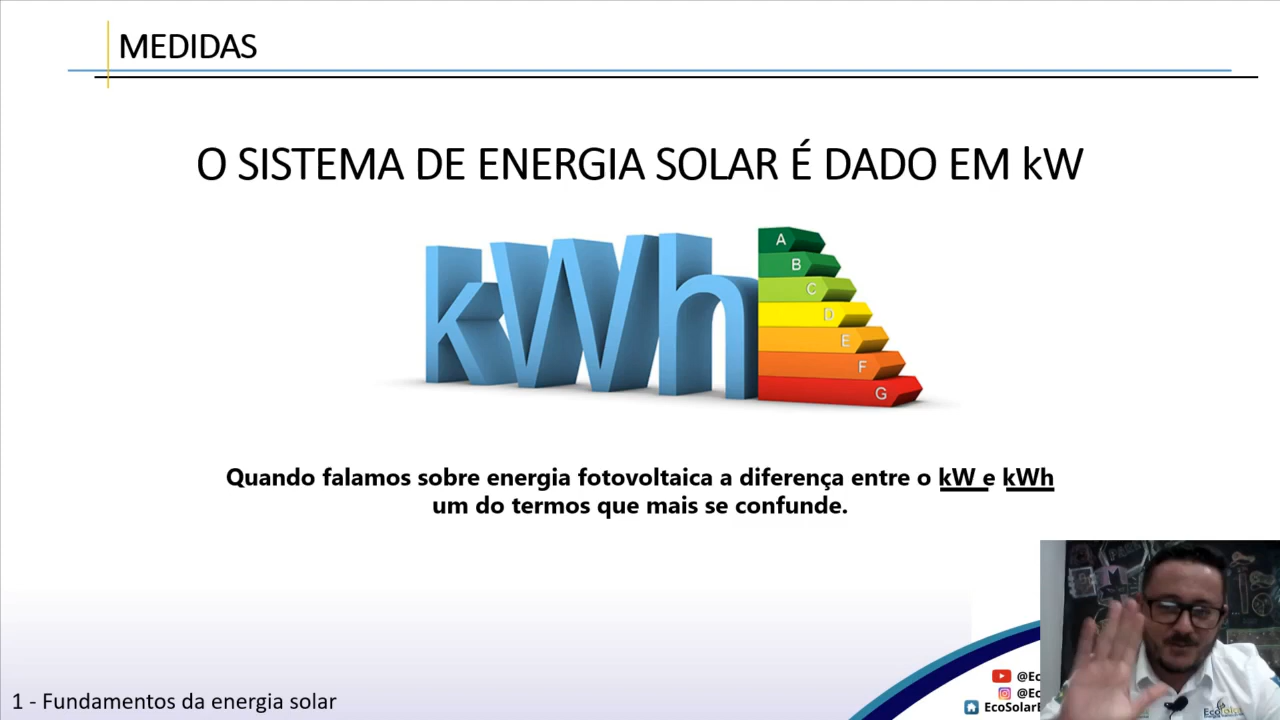 MEDIDAS
O SISTEMA DE ENERGIA SOLAR É DADO EM kW
kWh
A
B
C
D
E
F
G
Quando falamos sobre energia fotovoltaica a diferença entre o kW e kWh
um do termos que mais se confunde.
1 - Fundamentos da energia solar